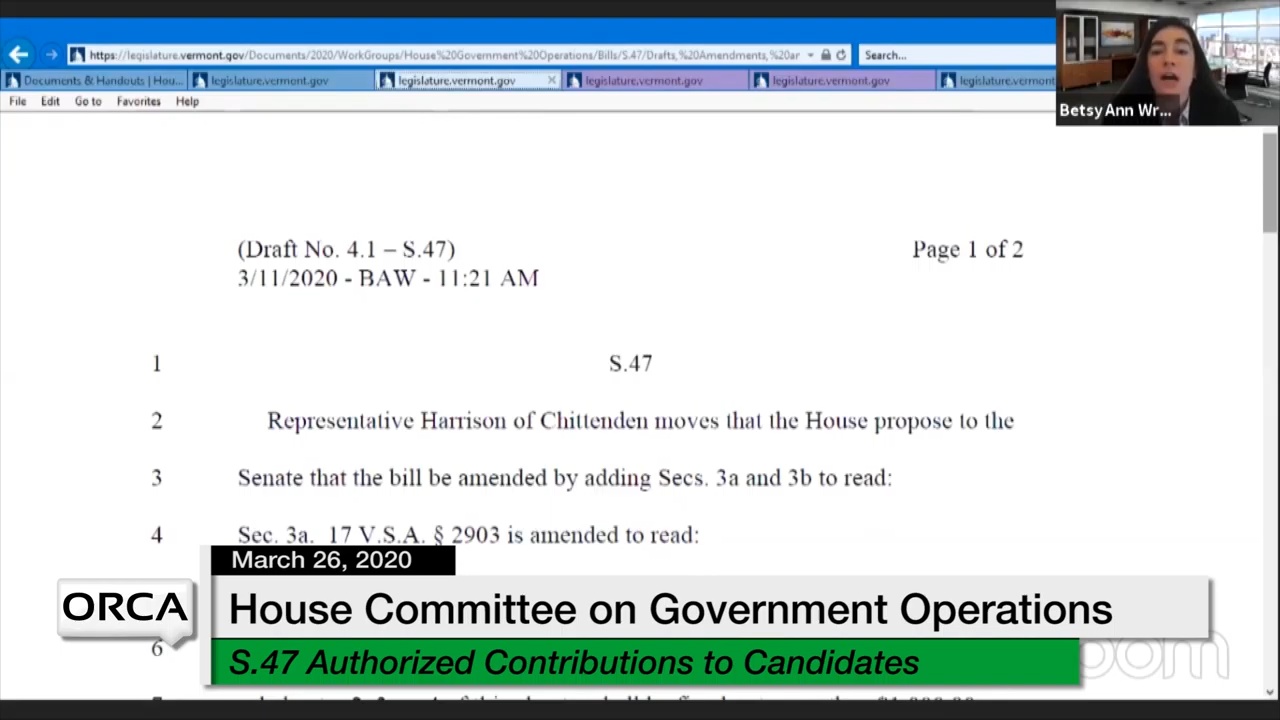 https://legislature.vermont.gov/Documents/2020/WorkGroups/House%20Government%20Operations/Bills/S.47/Drafts,%20Amendments,%20ar
Search...
Documents & Handouts | Hou...
legislature.vermont.gov
legislature.vermont.gov
legislature.vermont.gov
legislature.vermont.gov
legislature.vermont
File Edit Go to Favorites Help
Betsy Ann Wr...
(Draft No. 4.1 – S.47)
Page 1 of 2
3/11/2020 - BAW - 11:21 AM
1 S.47
2 Representative Harrison of Chittenden moves that the House propose to the
3 Senate that the bill be amended by adding Secs. 3a and 3b to read:
4 Sec. 3a. 17 V.S.A. § 2903 is amended to read:
March 26, 2020
ORCA
House Committee on Government Operations
6
S.47 Authorized Contributions to Candidates